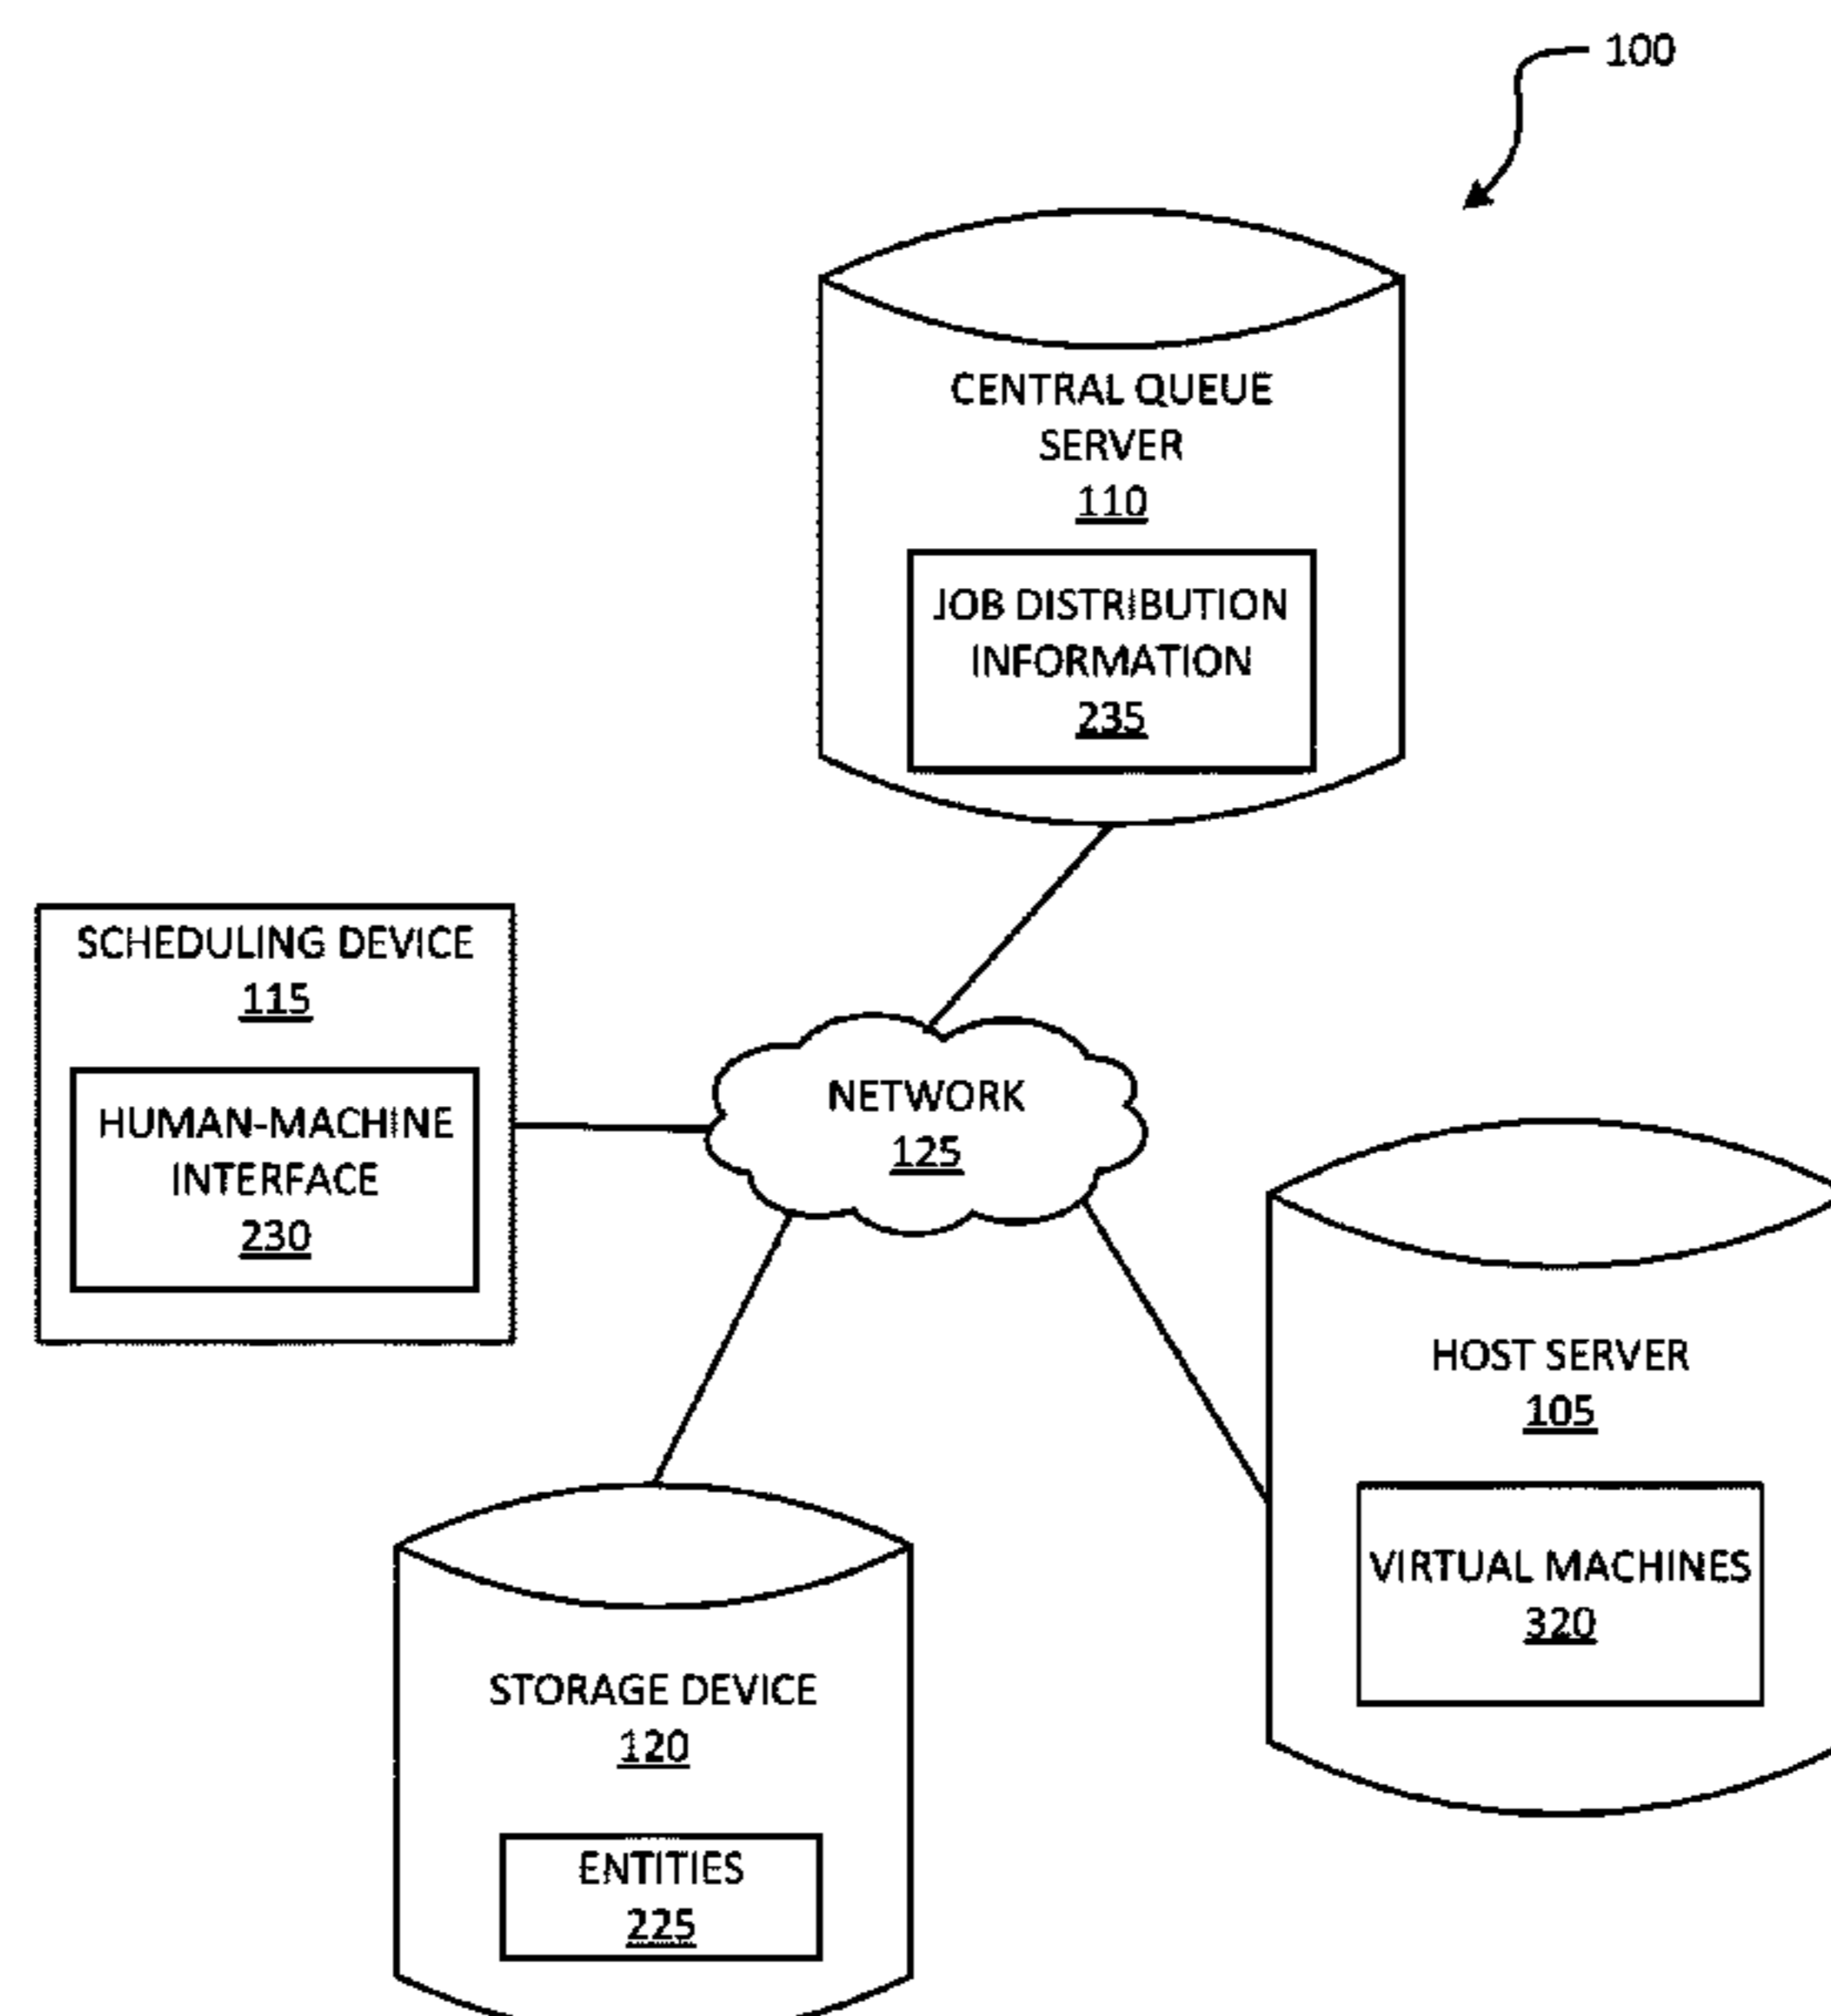 100
CENTRAL QUEUE
SERVER
110
JOB DISTRIBUTION
INFORMATION
235
SCHEDULING DEVICE
115
HUMAN-MACHINE
INTERFACE
230
NETWORK
125
HOST SERVER
105
VIRTUAL MACHINES
320
STORAGE DEVICE
120
ENTITIES
225